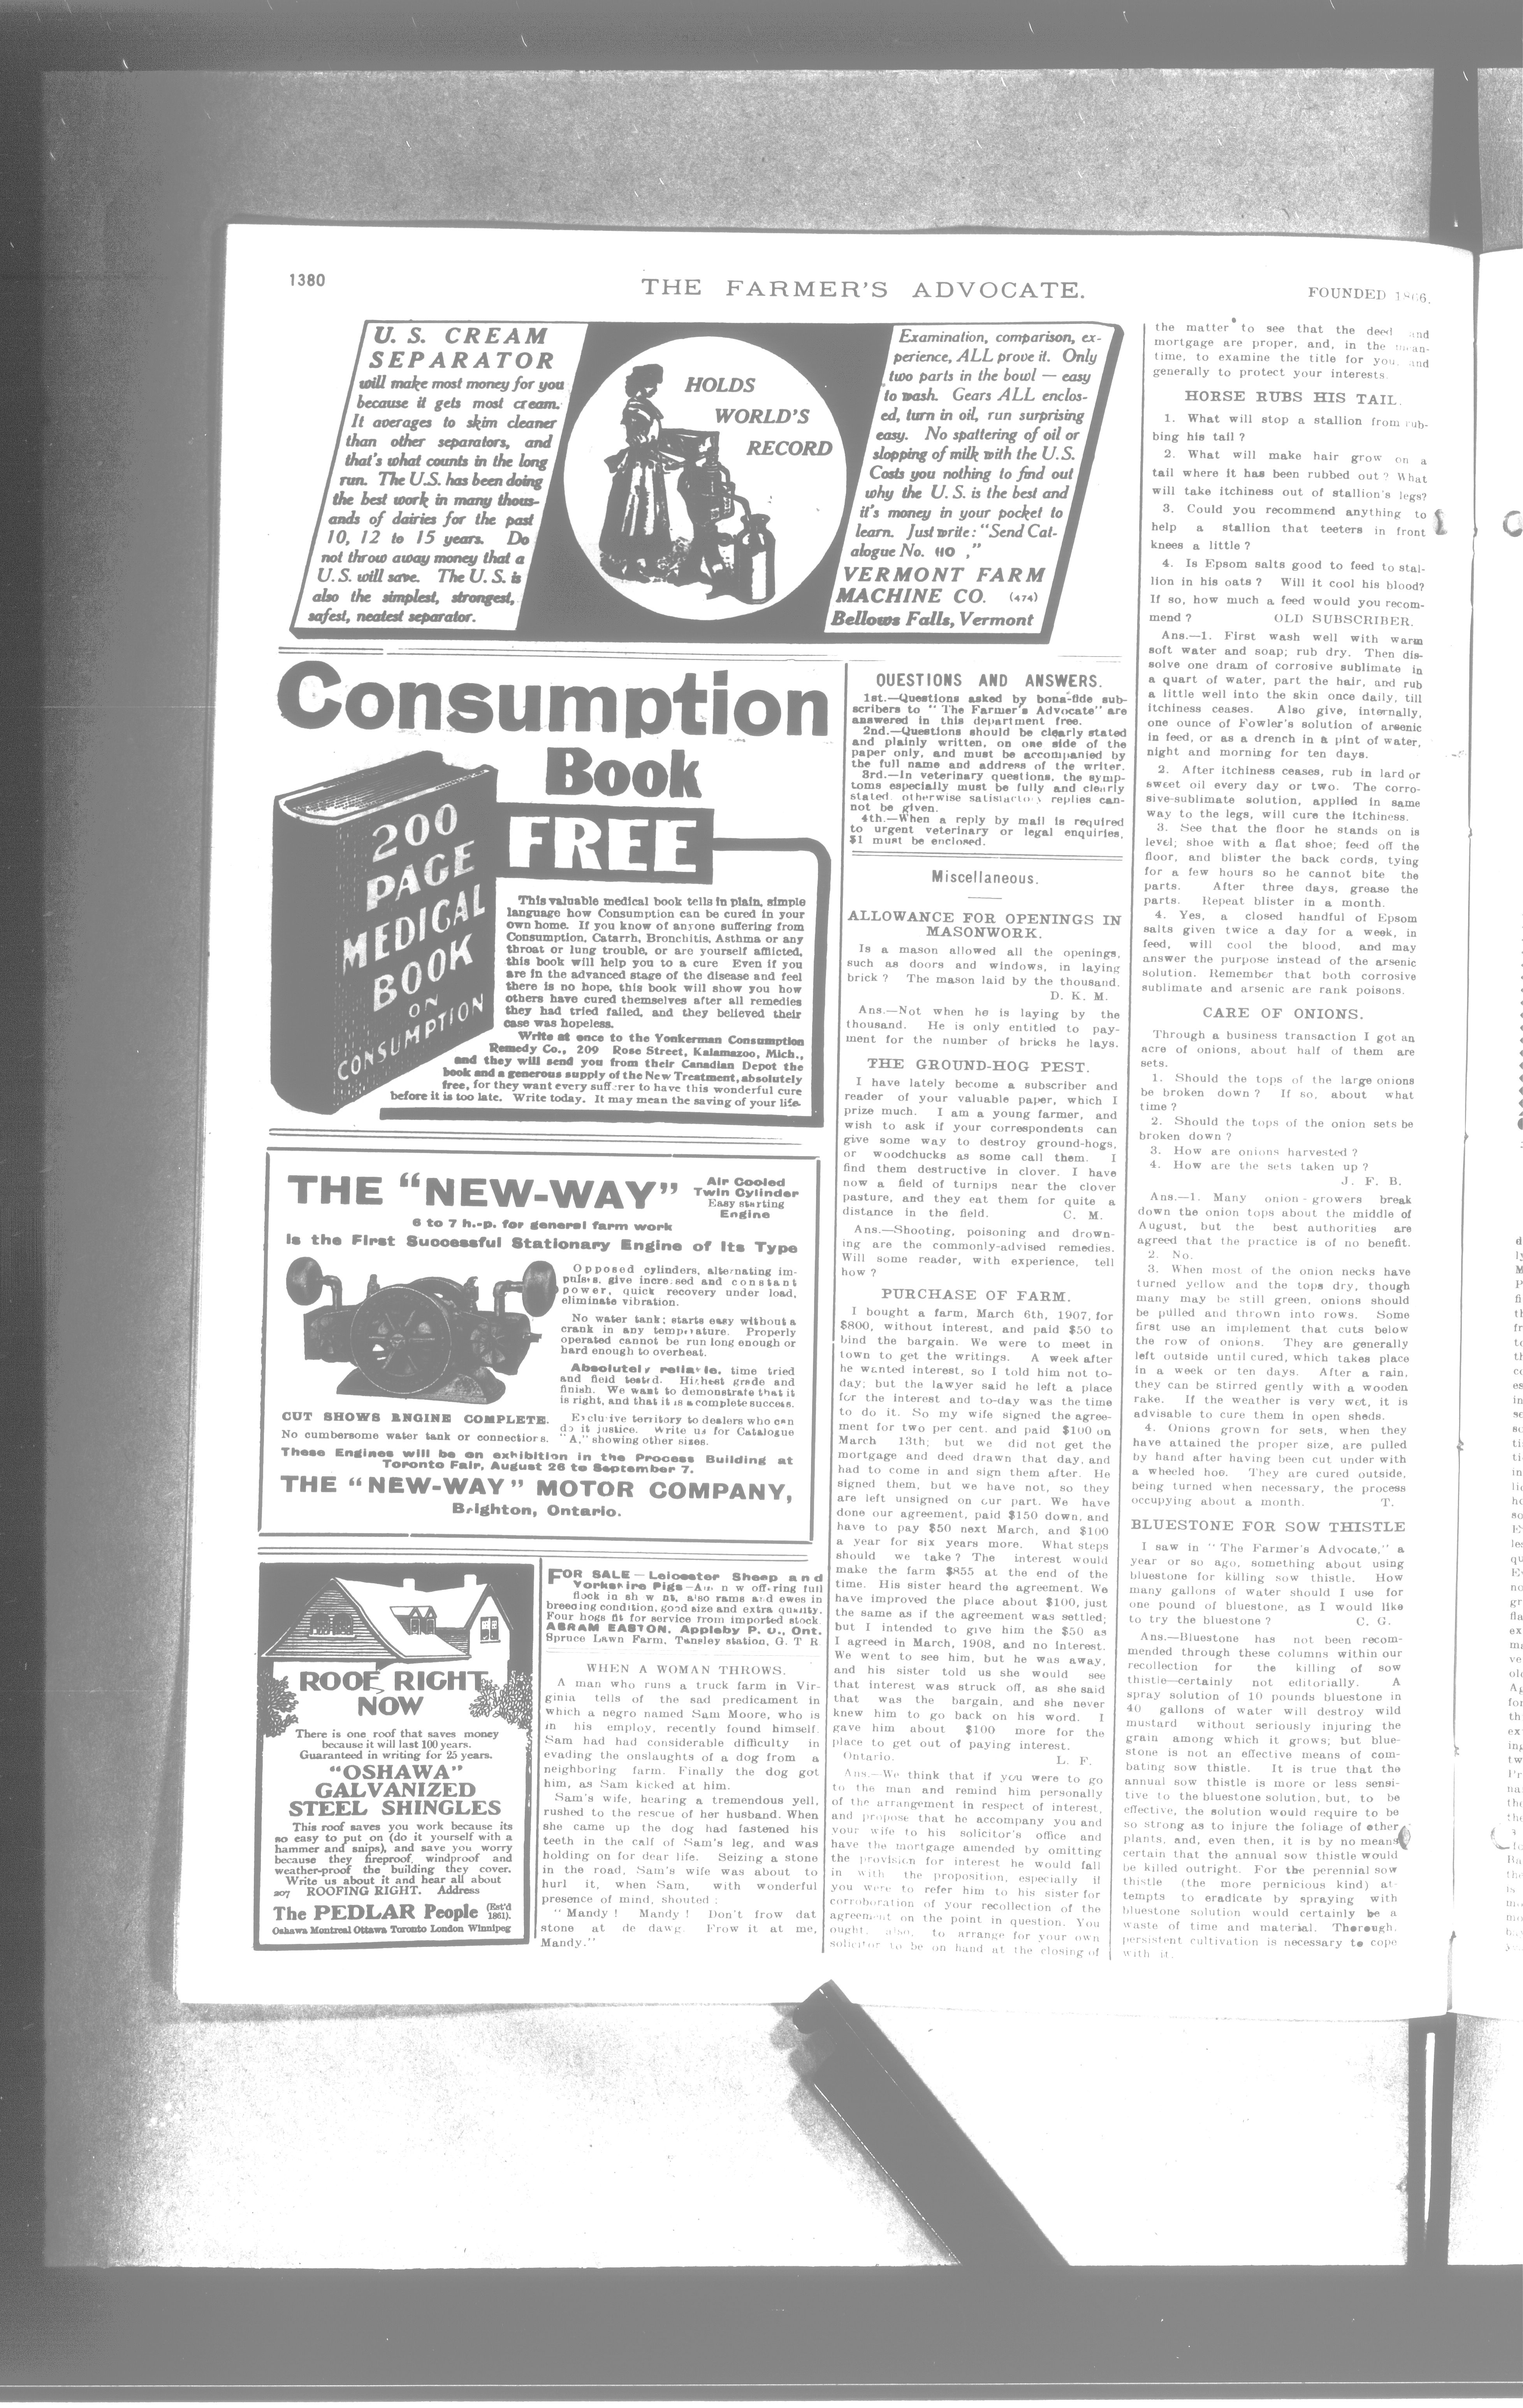 1380
THE FARMER'S ADVOCATE.
FOUNDED 1866.
U. S. CREAM
SEPARATOR
will make most money for you
because it gets most cream.
It averages to skim cleaner
than other separators, and
that's what counts in the long
run. The U.S. has been doing
the best work in many thous-
ands of dairies for the past
10, 12 to 15 years. Do
not throw away money that a
U.S. will save. The U.S. is
also the simplest, strongest,
safest, neatest separator.
HOLDS
WORLD'S
RECORD
Examination, comparison, ex-
perience, ALL prove it. Only
two parts in the bowl — easy
to wash. Gears ALL enclos-
ed, turn in oil, run surprising
easy. No spattering of oil or
slopping of milk with the U.S.
Costs you nothing to find out
why the U. S. is the best and
it's money in your pocket to
learn. Just write: "Send Cat-
alogue No. 110 ,"
VERMONT FARM
MACHINE CO. (474)
Bellows Falls, Vermont
Consumption
Book
FREE
200
PAGE
MEDICAL
BOOK
ON
CONSUMPTION
This valuable medical book tells in plain, simple
language how Consumption can be cured in your
own home. If you know of anyone suffering from
Consumption, Catarrh, Bronchitis, Asthma or any
throat or lung trouble, or are yourself afflicted,
this book will help you to a cure Even if you
are in the advanced stage of the disease and feel
there is no hope, this book will show you how
others have cured themselves after all remedies
they had tried failed, and they believed their
case was hopeless.
Write at once to the Yonkerman Consumption
Remedy Co., 209 Rose Street, Kalamazoo, Mich.,
and they will send you from their Canadian Depot the
book and a generous supply of the New Treatment, absolutely
free, for they want every sufferer to have this wonderful cure
before it is too late. Write today. It may mean the saving of your life.
THE "NEW-WAY"
Air Cooled
Twin Cylinder
Easy starting
Engine
6 to 7 h.-p. for general farm work
is the First Successful Stationary Engine of Its Type
Opposed cylinders, alternating im-
pulses, give increased and constant
power, quick recovery under load,
eliminate vibration.
No water tank; starts easy without a
crank in any temperature. Properly
operated cannot be run long enough or
hard enough to overheat.
Absolutely reliable, time tried
and field tested. Highest grade and
finish. We want to demonstrate that it
is right, and that it is a complete success.
CUT SHOWS ENGINE COMPLETE.
No cumbersome water tank or connections.
Exclusive territory to dealers who can
do it justice. Write us for Catalogue
"A," showing other sizes.
These Engines will be on exhibition in the Process Building at
Toronto Fair, August 26 to September 7.
THE "NEW-WAY" MOTOR COMPANY,
Brighton, Ontario.
ROOF RIGHT
NOW
There is one roof that saves money
because it will last 100 years.
Guaranteed in writing for 25 years.
"OSHAWA"
GALVANIZED
STEEL SHINGLES
This roof saves you work because its
so easy to put on (do it yourself with a
hammer and snips), and save you worry
because they fireproof, windproof and
weather-proof the building they cover.
Write us about it and hear all about
207 ROOFING RIGHT. Address
The PEDLAR People (Est'd
1861).
Oshawa Montreal Ottawa Toronto London Winnipeg
FOR SALE — Leicester Sheep and
Yorkshire Pigs—Am now offering full
flock in show fit, also rams and ewes in
breeding condition, good size and extra quality.
Four hogs fit for service from imported stock.
ABRAM EASTON, Appleby P. O., Ont.
Spruce Lawn Farm, Tansley station, G. T R
WHEN A WOMAN THROWS.
A man who runs a truck farm in Vir-
ginia tells of the sad predicament in
which a negro named Sam Moore, who is
in his employ, recently found himself.
Sam had had considerable difficulty in
evading the onslaughts of a dog from a
neighboring farm. Finally the dog got
him, as Sam kicked at him.
Sam's wife, hearing a tremendous yell,
rushed to the rescue of her husband. When
she came up the dog had fastened his
teeth in the calf of Sam's leg, and was
holding on for dear life. Seizing a stone
in the road, Sam's wife was about to
hurl it, when Sam, with wonderful
presence of mind, shouted :
" Mandy ! Mandy ! Don't frow dat
stone at de dawg. Frow it at me,
Mandy."
QUESTIONS AND ANSWERS.
1st.—Questions asked by bona-fide sub-
scribers to " The Farmer's Advocate" are
answered in this department free.
2nd.—Questions should be clearly stated
and plainly written, on one side of the
paper only, and must be accompanied by
the full name and address of the writer.
3rd.—In veterinary questions, the symp-
toms especially must be fully and clearly
stated, otherwise satisfactory replies can-
not be given.
4th.—When a reply by mail is required
to urgent veterinary or legal enquiries,
$1 must be enclosed.
Miscellaneous.
ALLOWANCE FOR OPENINGS IN
MASONWORK.
Is a mason allowed all the openings,
such as doors and windows, in laying
brick ? The mason laid by the thousand.
D. K. M.
Ans.—Not when he is laying by the
thousand. He is only entitled to pay-
ment for the number of bricks he lays.
THE GROUND-HOG PEST.
I have lately become a subscriber and
reader of your valuable paper, which I
prize much. I am a young farmer, and
wish to ask if your correspondents can
give some way to destroy ground-hogs,
or woodchucks as some call them. I
find them destructive in clover. I have
now a field of turnips near the clover
pasture, and they eat them for quite a
distance in the field. C. M.
Ans.—Shooting, poisoning and drown-
ing are the commonly-advised remedies.
Will some reader, with experience, tell
how ?
PURCHASE OF FARM.
I bought a farm, March 6th, 1907, for
$800, without interest, and paid $50 to
bind the bargain. We were to meet in
town to get the writings. A week after
he wanted interest, so I told him not to-
day; but the lawyer said he left a place
for the interest and to-day was the time
to do it. So my wife signed the agree-
ment for two per cent. and paid $100 on
March 13th; but we did not get the
mortgage and deed drawn that day, and
had to come in and sign them after. He
signed them, but we have not, so they
are left unsigned on our part. We have
done our agreement, paid $150 down, and
have to pay $50 next March, and $100
a year for six years more. What steps
should we take ? The interest would
make the farm $855 at the end of the
time. His sister heard the agreement. We
have improved the place about $100, just
the same as if the agreement was settled;
but I intended to give him the $50 as
I agreed in March, 1908, and no interest.
We went to see him, but he was away,
and his sister told us she would see
that interest was struck off, as she said
that was the bargain, and she never
knew him to go back on his word. I
gave him about $100 more for the
place to get out of paying interest.
Ontario. L. F.
Ans.—We think that if you were to go
to the man and remind him personally
of the arrangement in respect of interest,
and propose that he accompany you and
your wife to his solicitor's office and
have the mortgage amended by omitting
the provision for interest he would fall
in with the proposition, especially if
you were to refer him to his sister for
corroboration of your recollection of the
agreement on the point in question. You
ought, also, to arrange for your own
solicitor to be on hand at the closing of
the matter to see that the deed and
mortgage are proper, and, in the mean-
time, to examine the title for you, and
generally to protect your interests.
HORSE RUBS HIS TAIL.
1. What will stop a stallion from rub-
bing his tail ?
2. What will make hair grow on a
tail where it has been rubbed out ? What
will take itchiness out of stallion's legs?
3. Could you recommend anything to
help a stallion that teeters in front
knees a little ?
4. Is Epsom salts good to feed to stal-
lion in his oats ? Will it cool his blood?
If so, how much a feed would you recom-
mend ? OLD SUBSCRIBER.
Ans.—1. First wash well with warm
soft water and soap; rub dry. Then dis-
solve one dram of corrosive sublimate in
a quart of water, part the hair, and rub
a little well into the skin once daily, till
itchiness ceases. Also give, internally,
one ounce of Fowler's solution of arsenic
in feed, or as a drench in a pint of water,
night and morning for ten days.
2. After itchiness ceases, rub in lard or
sweet oil every day or two. The corro-
sive-sublimate solution, applied in same
way to the legs, will cure the itchiness.
3. See that the floor he stands on is
level; shoe with a flat shoe; feed off the
floor, and blister the back cords, tying
for a few hours so he cannot bite the
parts. After three days, grease the
parts. Repeat blister in a month.
4. Yes, a closed handful of Epsom
salts given twice a day for a week, in
feed, will cool the blood, and may
answer the purpose instead of the arsenic
solution. Remember that both corrosive
sublimate and arsenic are rank poisons.
CARE OF ONIONS.
Through a business transaction I got an
acre of onions, about half of them are
sets.
1. Should the tops of the large onions
be broken down ? If so, about what
time ?
2. Should the tops of the onion sets be
broken down ?
3. How are onions harvested ?
4. How are the sets taken up ?
J. F. B.
Ans.—1. Many onion-growers break
down the onion tops about the middle of
August, but the best authorities are
agreed that the practice is of no benefit.
2. No.
3. When most of the onion necks have
turned yellow and the tops dry, though
many may be still green, onions should
be pulled and thrown into rows. Some
first use an implement that cuts below
the row of onions. They are generally
left outside until cured, which takes place
in a week or ten days. After a rain,
they can be stirred gently with a wooden
rake. If the weather is very wet, it is
advisable to cure them in open sheds.
4. Onions grown for sets, when they
have attained the proper size, are pulled
by hand after having been cut under with
a wheeled hoe. They are cured outside,
being turned when necessary, the process
occupying about a month. T.
BLUESTONE FOR SOW THISTLE
I saw in " The Farmer's Advocate," a
year or so ago, something about using
bluestone for killing sow thistle. How
many gallons of water should I use for
one pound of bluestone, as I would like
to try the bluestone ? C. G.
Ans.—Bluestone has not been recom-
mended through these columns within our
recollection for the killing of sow
thistle—certainly not editorially. A
spray solution of 10 pounds bluestone in
40 gallons of water will destroy wild
mustard without seriously injuring the
grain among which it grows; but blue-
stone is not an effective means of com-
bating sow thistle. It is true that the
annual sow thistle is more or less sensi-
tive to the bluestone solution, but, to be
effective, the solution would require to be
so strong as to injure the foliage of other
plants, and, even then, it is by no means
certain that the annual sow thistle would
be killed outright. For the perennial sow
thistle (the more pernicious kind) at-
tempts to eradicate by spraying with
bluestone solution would certainly be a
waste of time and material. Thorough,
persistent cultivation is necessary to cope
with it.